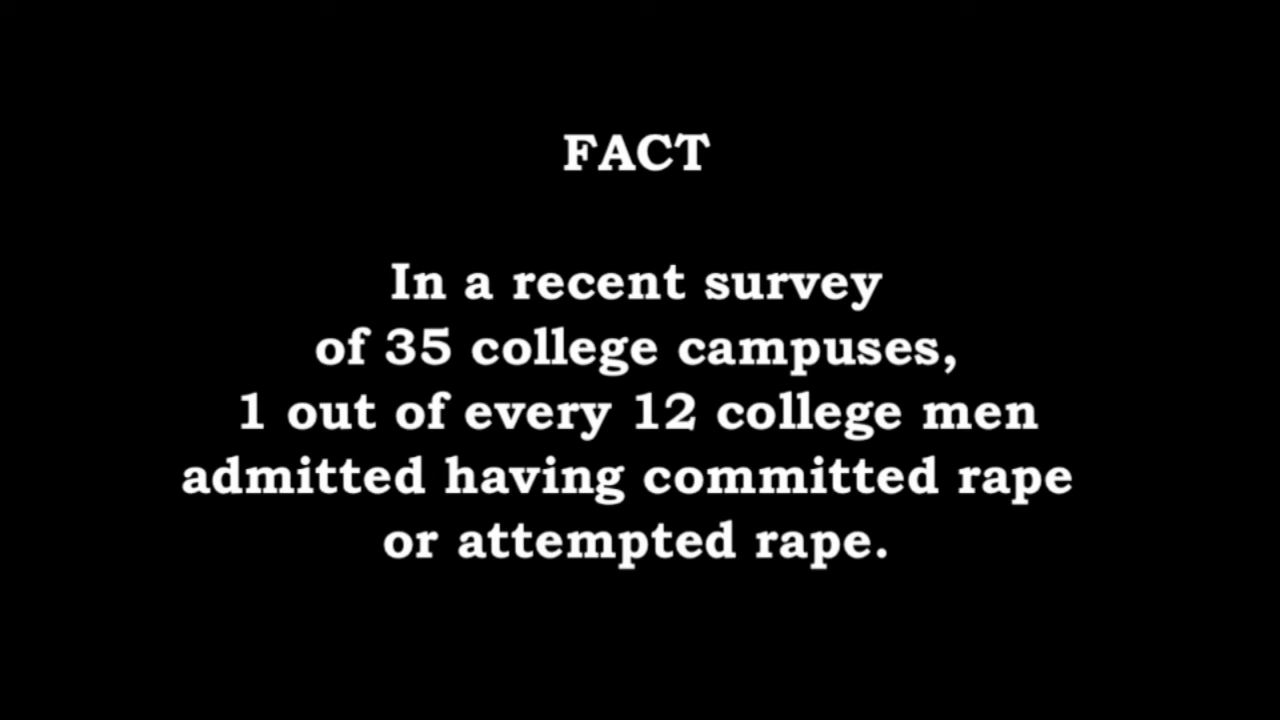 FACT
In a recent survey
of 35 college campuses,
1 out of every 12 college men
admitted having committed rape
or attempted rape.